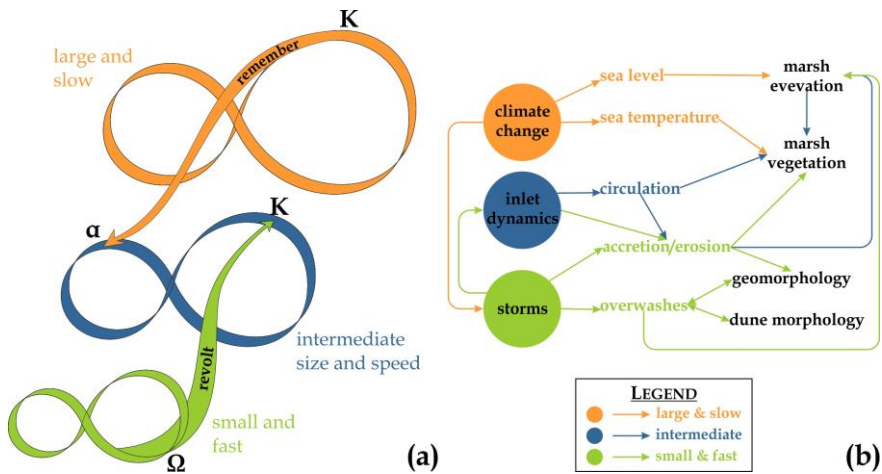 K
remember
large and
slow
α
K
intermediate
size and speed
revolt
small and
fast
Ω
(a)
sea level
marsh
evevation
climate
change
sea temperature
marsh
vegetation
inlet
dynamics
circulation
accretion/erosion
geomorphology
storms
overwashes
dune morphology
LEGEND
large & slow
intermediate
small & fast
(b)